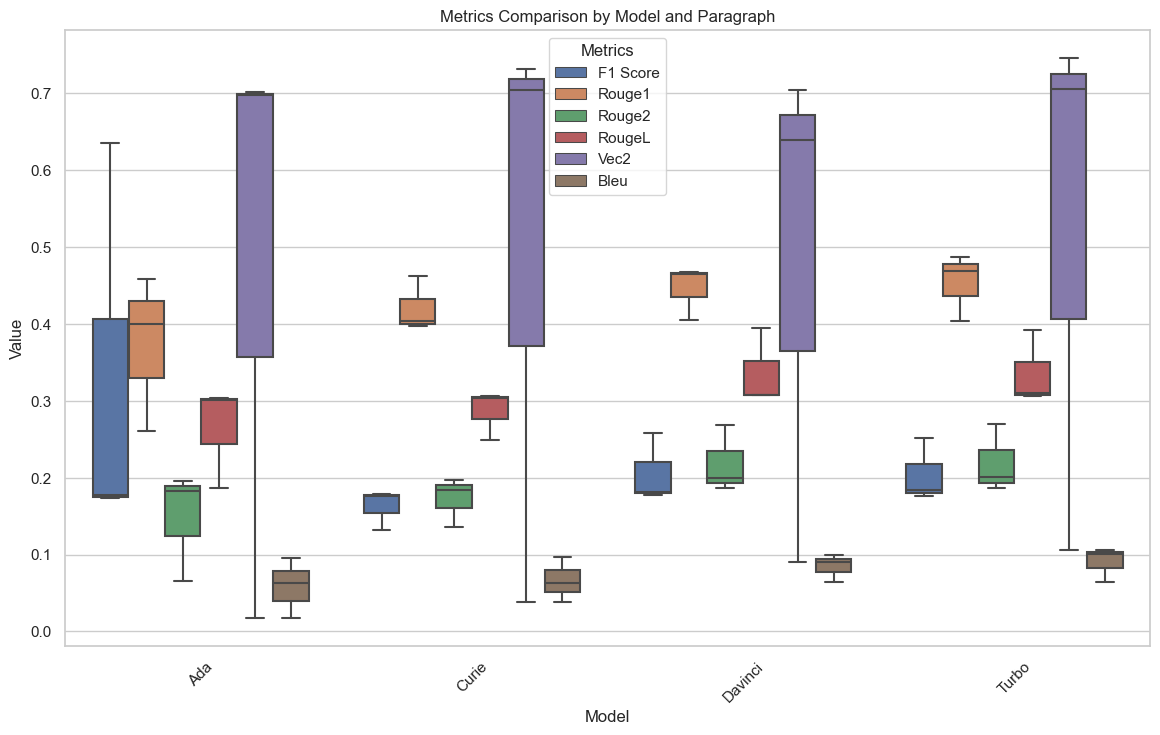 Metrics Comparison by Model and Paragraph
Metrics
F1 Score
Rouge1
Rouge2
RougeL
Vec2
Bleu
Value
0.7
0.6
0.5
0.4
0.3
0.2
0.1
0.0
Ada
Curie
Davinci
Turbo
Model